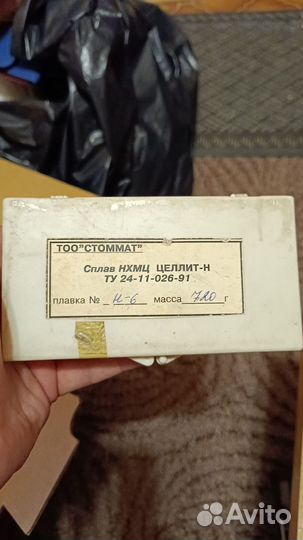 ТОО"СТОММАТ"
Сплав НХМЦ ЦЕЛЛИТ-Н
ТУ 24-11-026-91
плавка № Н-6 масса 720 г
Avito